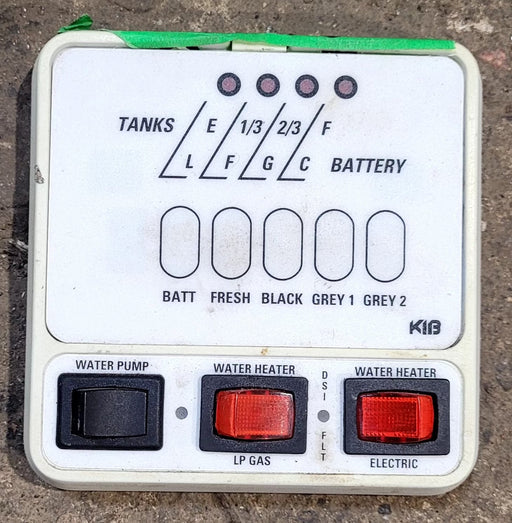 TANKS E 1/3 2/3 F
L F G C BATTERY
BATT FRESH BLACK GREY 1 GREY 2
KIB
WATER PUMP WATER HEATER DSI WATER HEATER
LP GAS FLT ELECTRIC